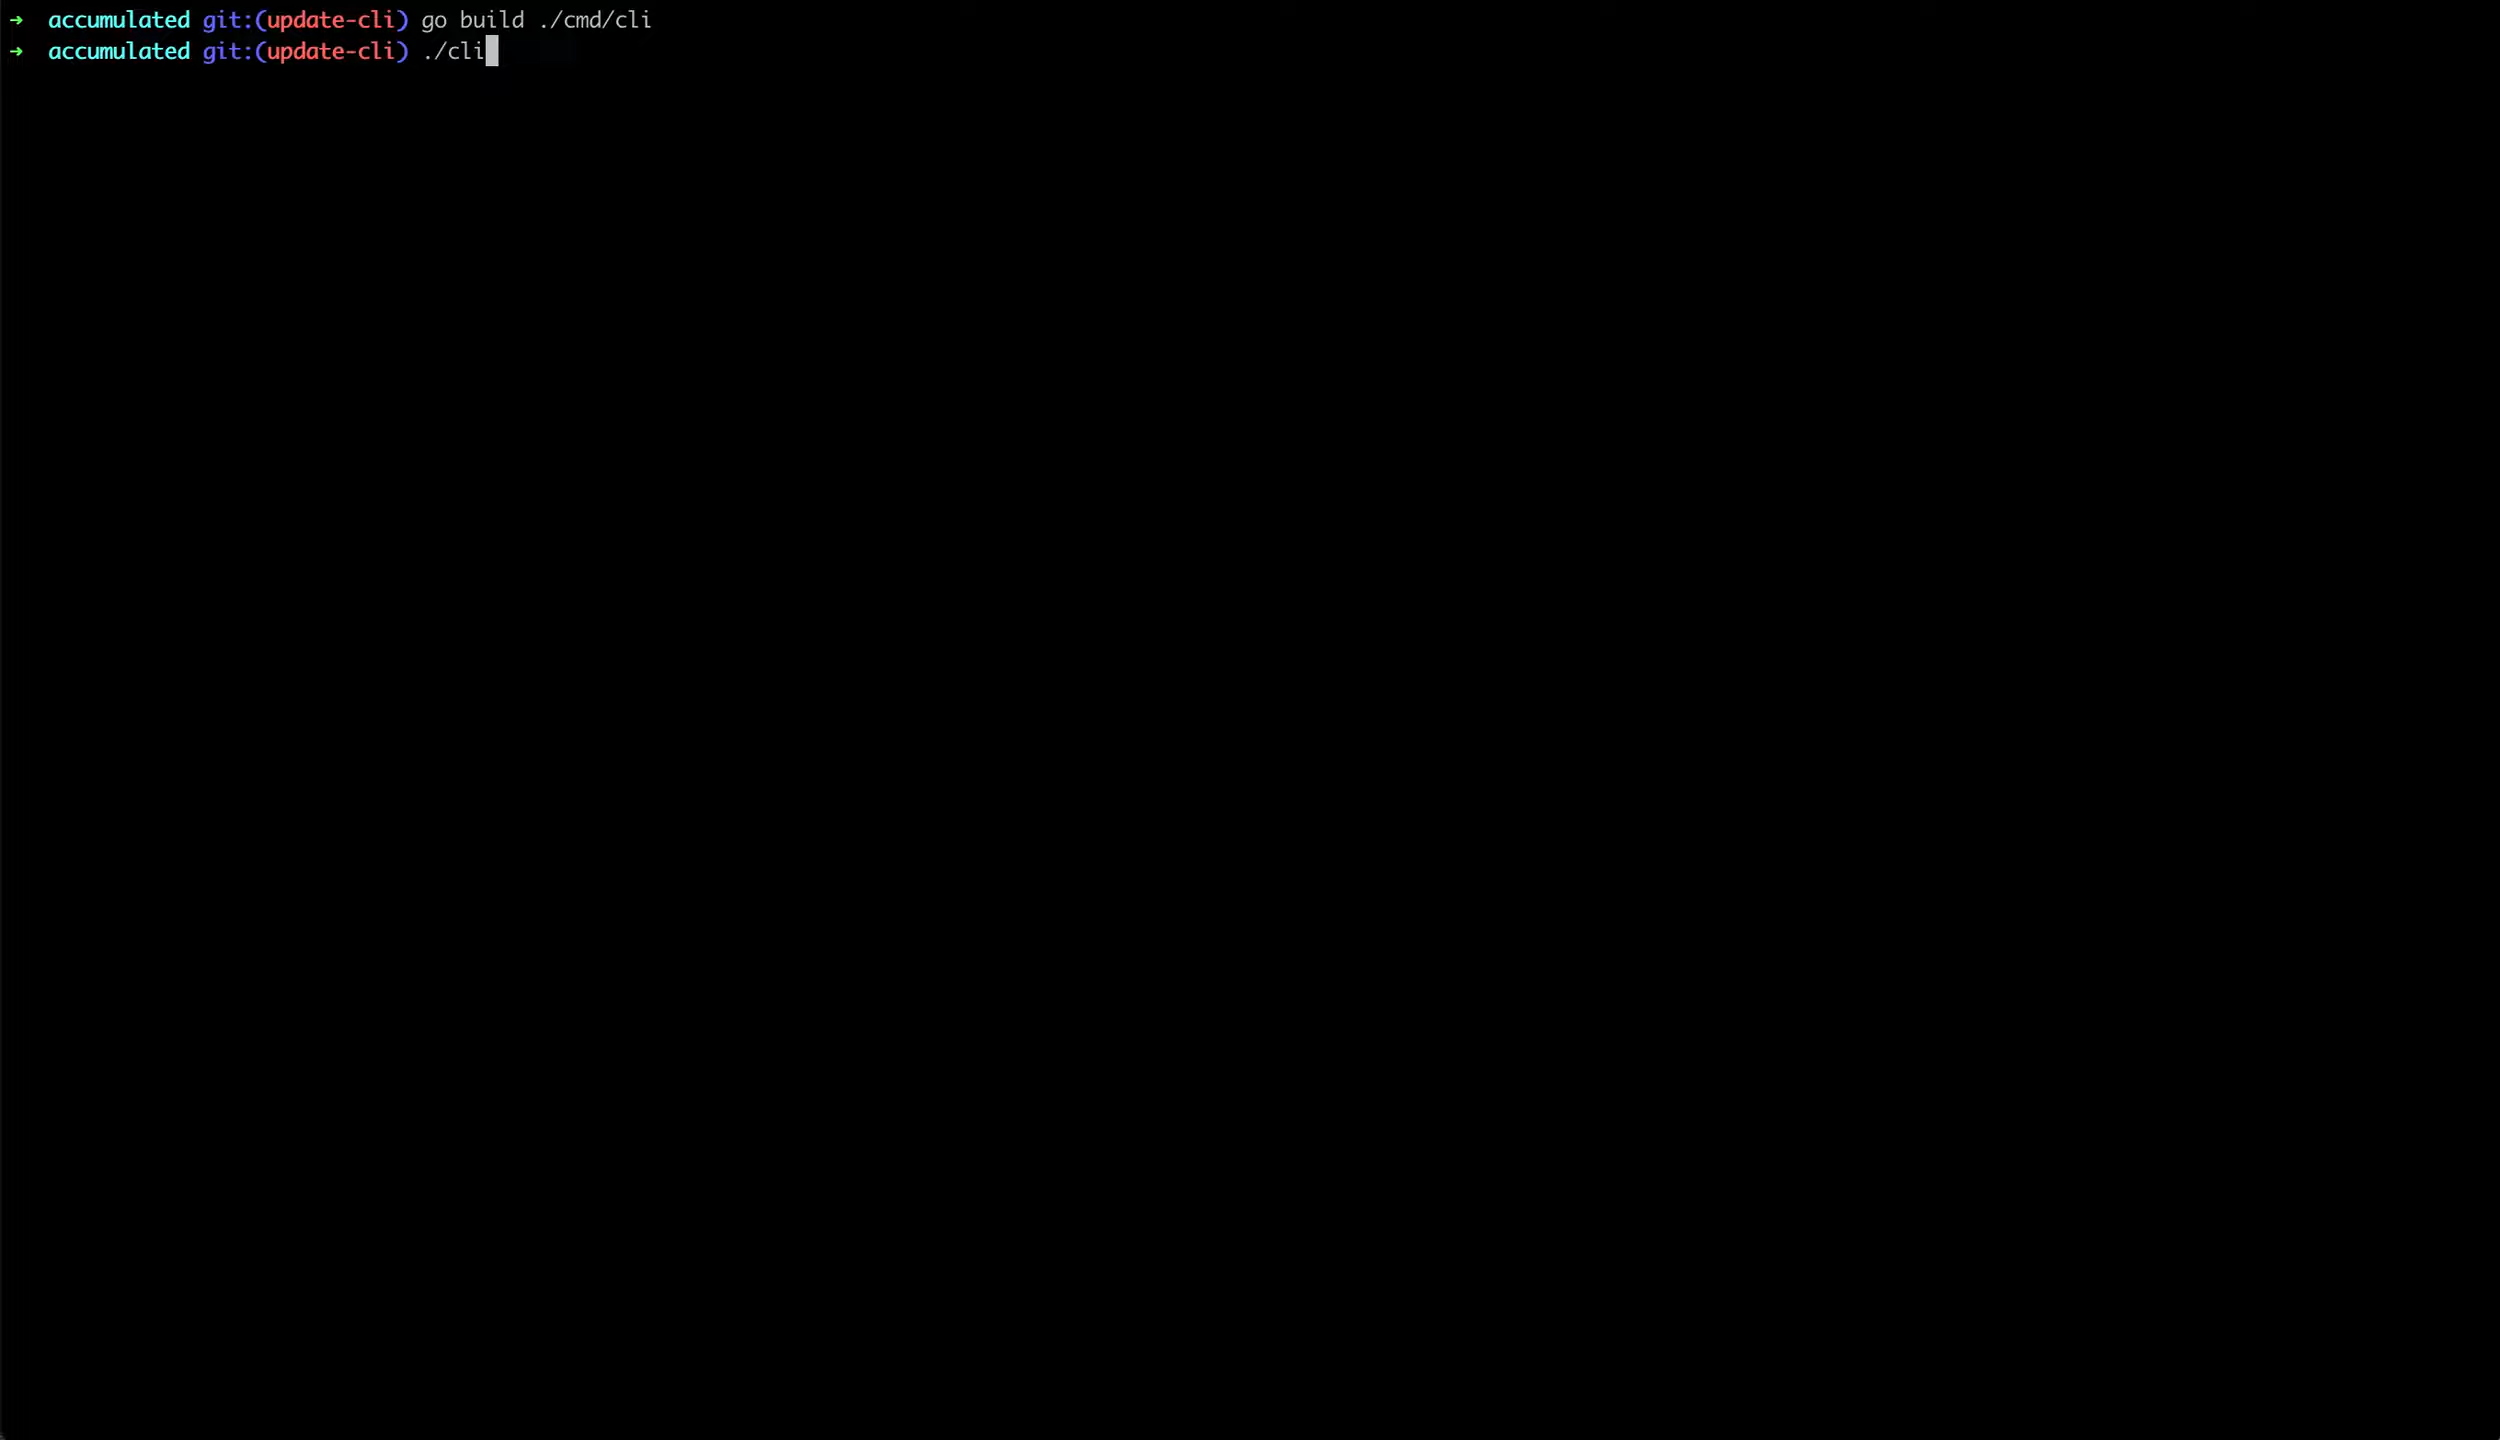 ➜  accumulated git:(update-cli) go build ./cmd/cli
➜  accumulated git:(update-cli) ./cli